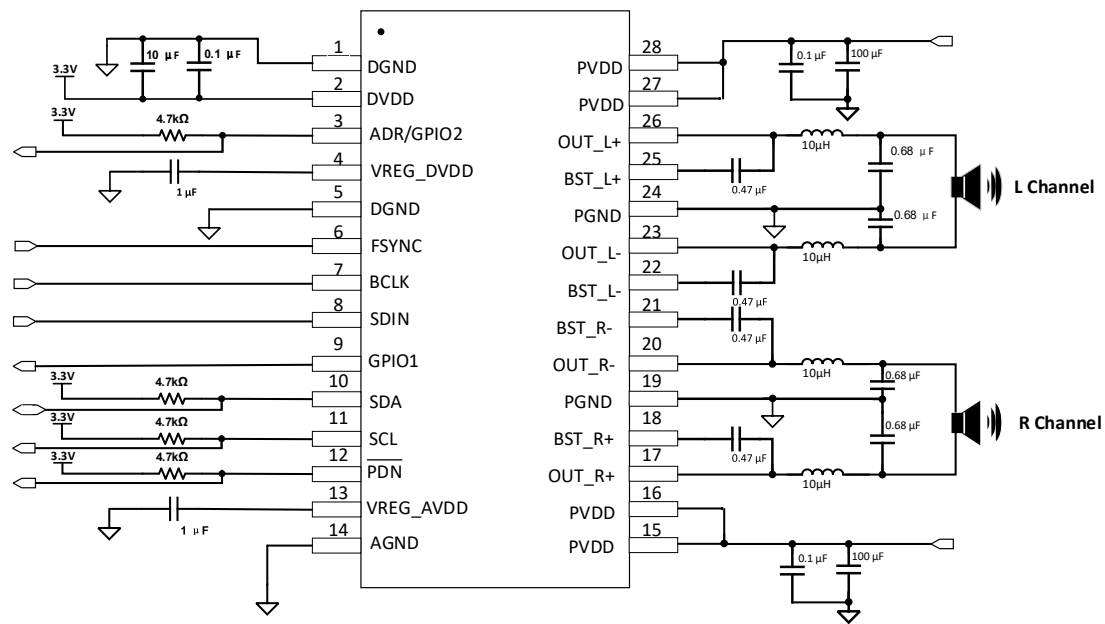 10 μF
0.1 μF
3.3V
1
DGND
2
DVDD
3.3V
4.7kΩ
3
ADR/GPIO2
4
VREG_DVDD
1 μF
5
DGND
6
FSYNC
7
BCLK
8
SDIN
9
GPIO1
3.3V
4.7kΩ
10
SDA
3.3V
4.7kΩ
11
SCL
3.3V
4.7kΩ
12
PDN
13
VREG_AVDD
1 μF
14
AGND
28
PVDD
0.1 μF
100 μF
27
PVDD
26
OUT_L+
10μH
0.68 μF
25
BST_L+
0.47 μF
L Channel
24
PGND
0.68 μF
23
OUT_L-
10μH
22
BST_L-
0.47 μF
21
BST_R-
0.47 μF
20
OUT_R-
10μH
0.68 μF
19
PGND
R Channel
18
BST_R+
0.47 μF
0.68 μF
17
OUT_R+
10μH
16
PVDD
15
PVDD
0.1 μF
100 μF